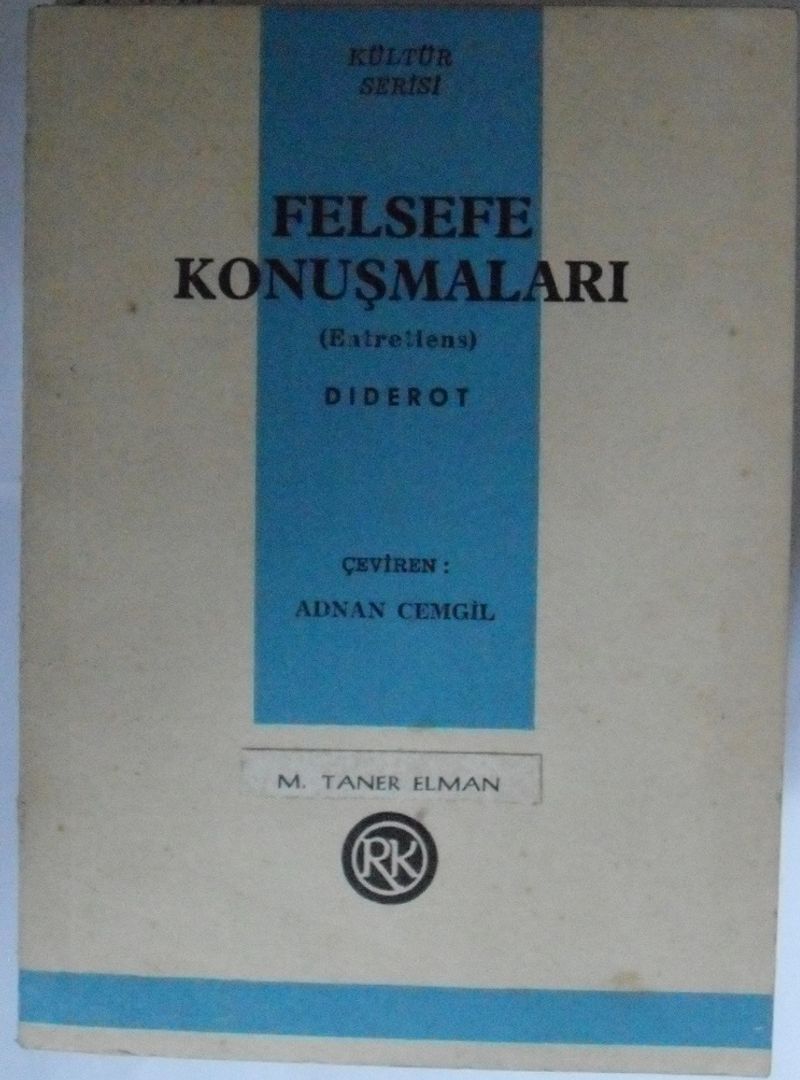 KÜLTÜR
SERİSİ
FELSEFE
KONUŞMALARI
(Entretiens)
DIDEROT
ÇEVİREN :
ADNAN CEMGİL
M. TANER ELMAN
RK